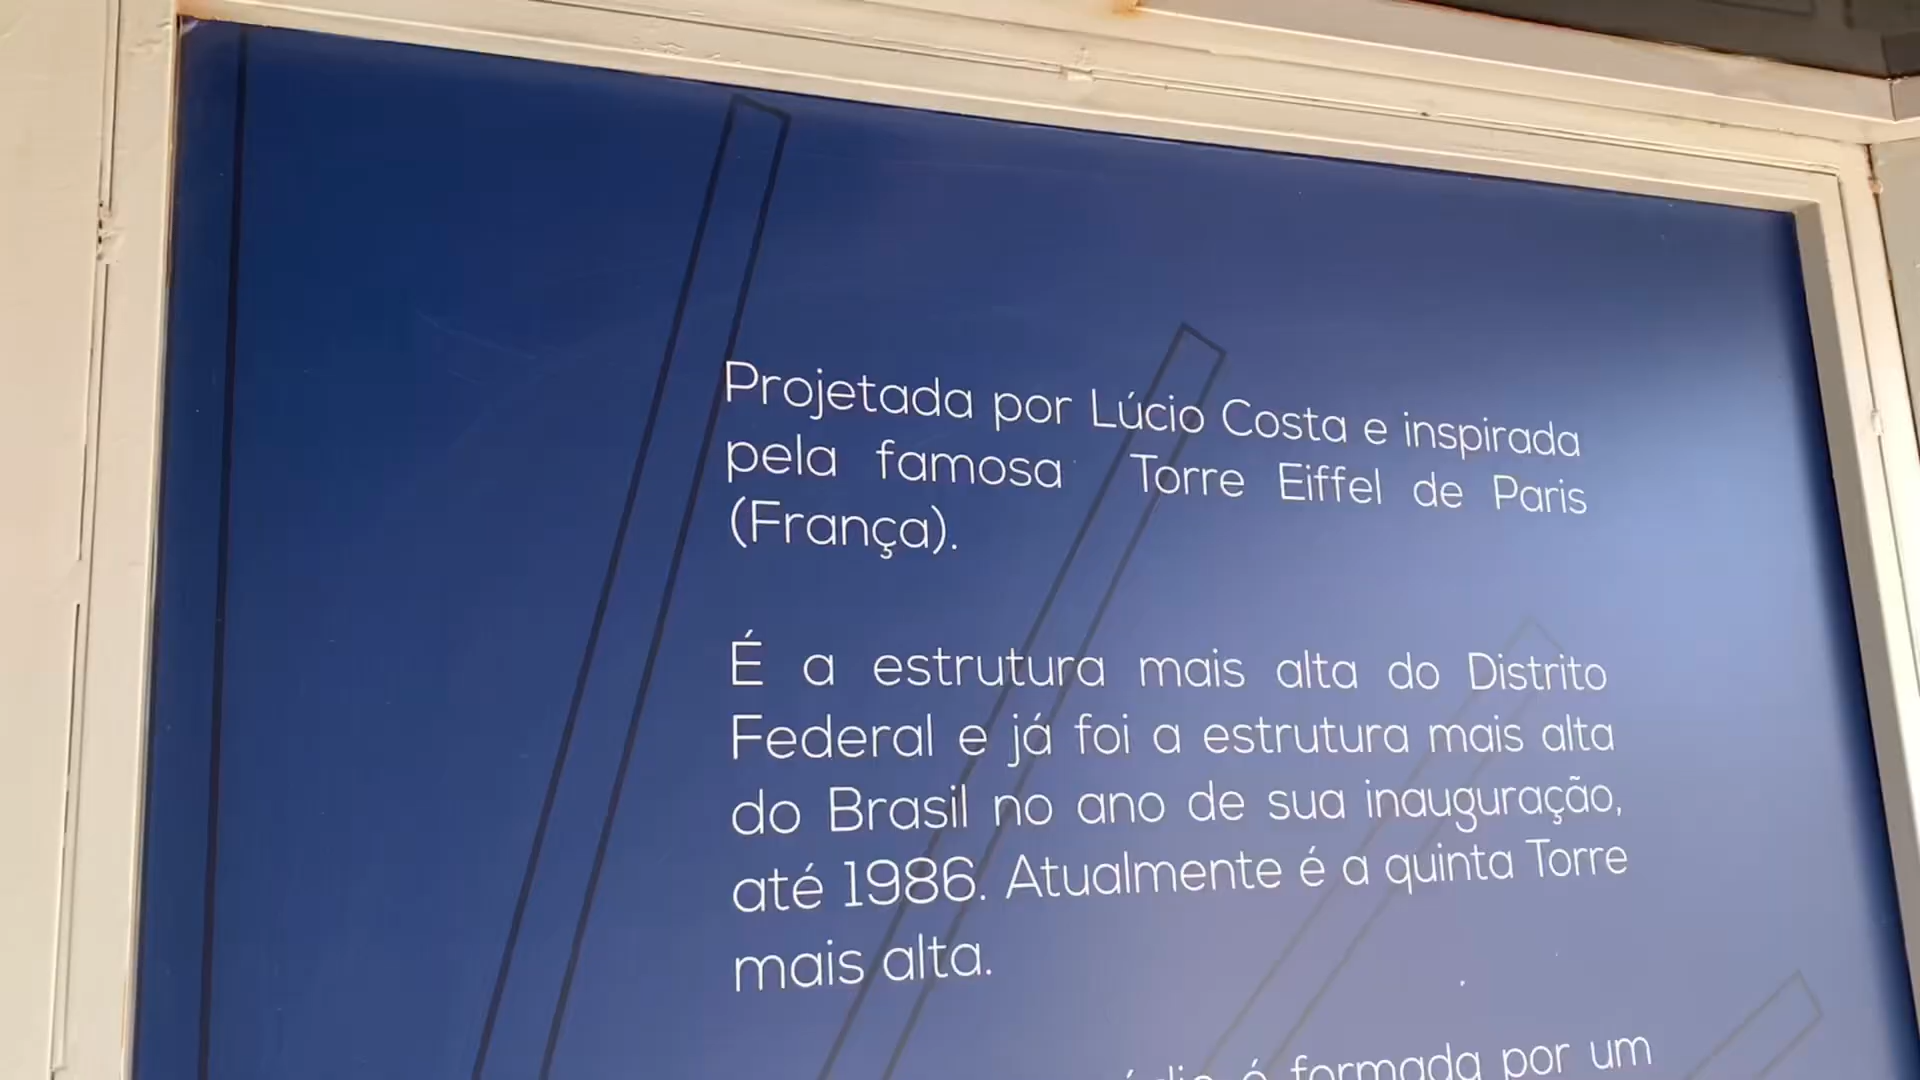 Projetada por Lúcio Costa e inspirada
pela famosa Torre Eiffel de Paris
(França).
É a estrutura mais alta do Distrito
Federal e já foi a estrutura mais alta
do Brasil no ano de sua inauguração,
até 1986. Atualmente é a quinta Torre
mais alta.
é formada por um